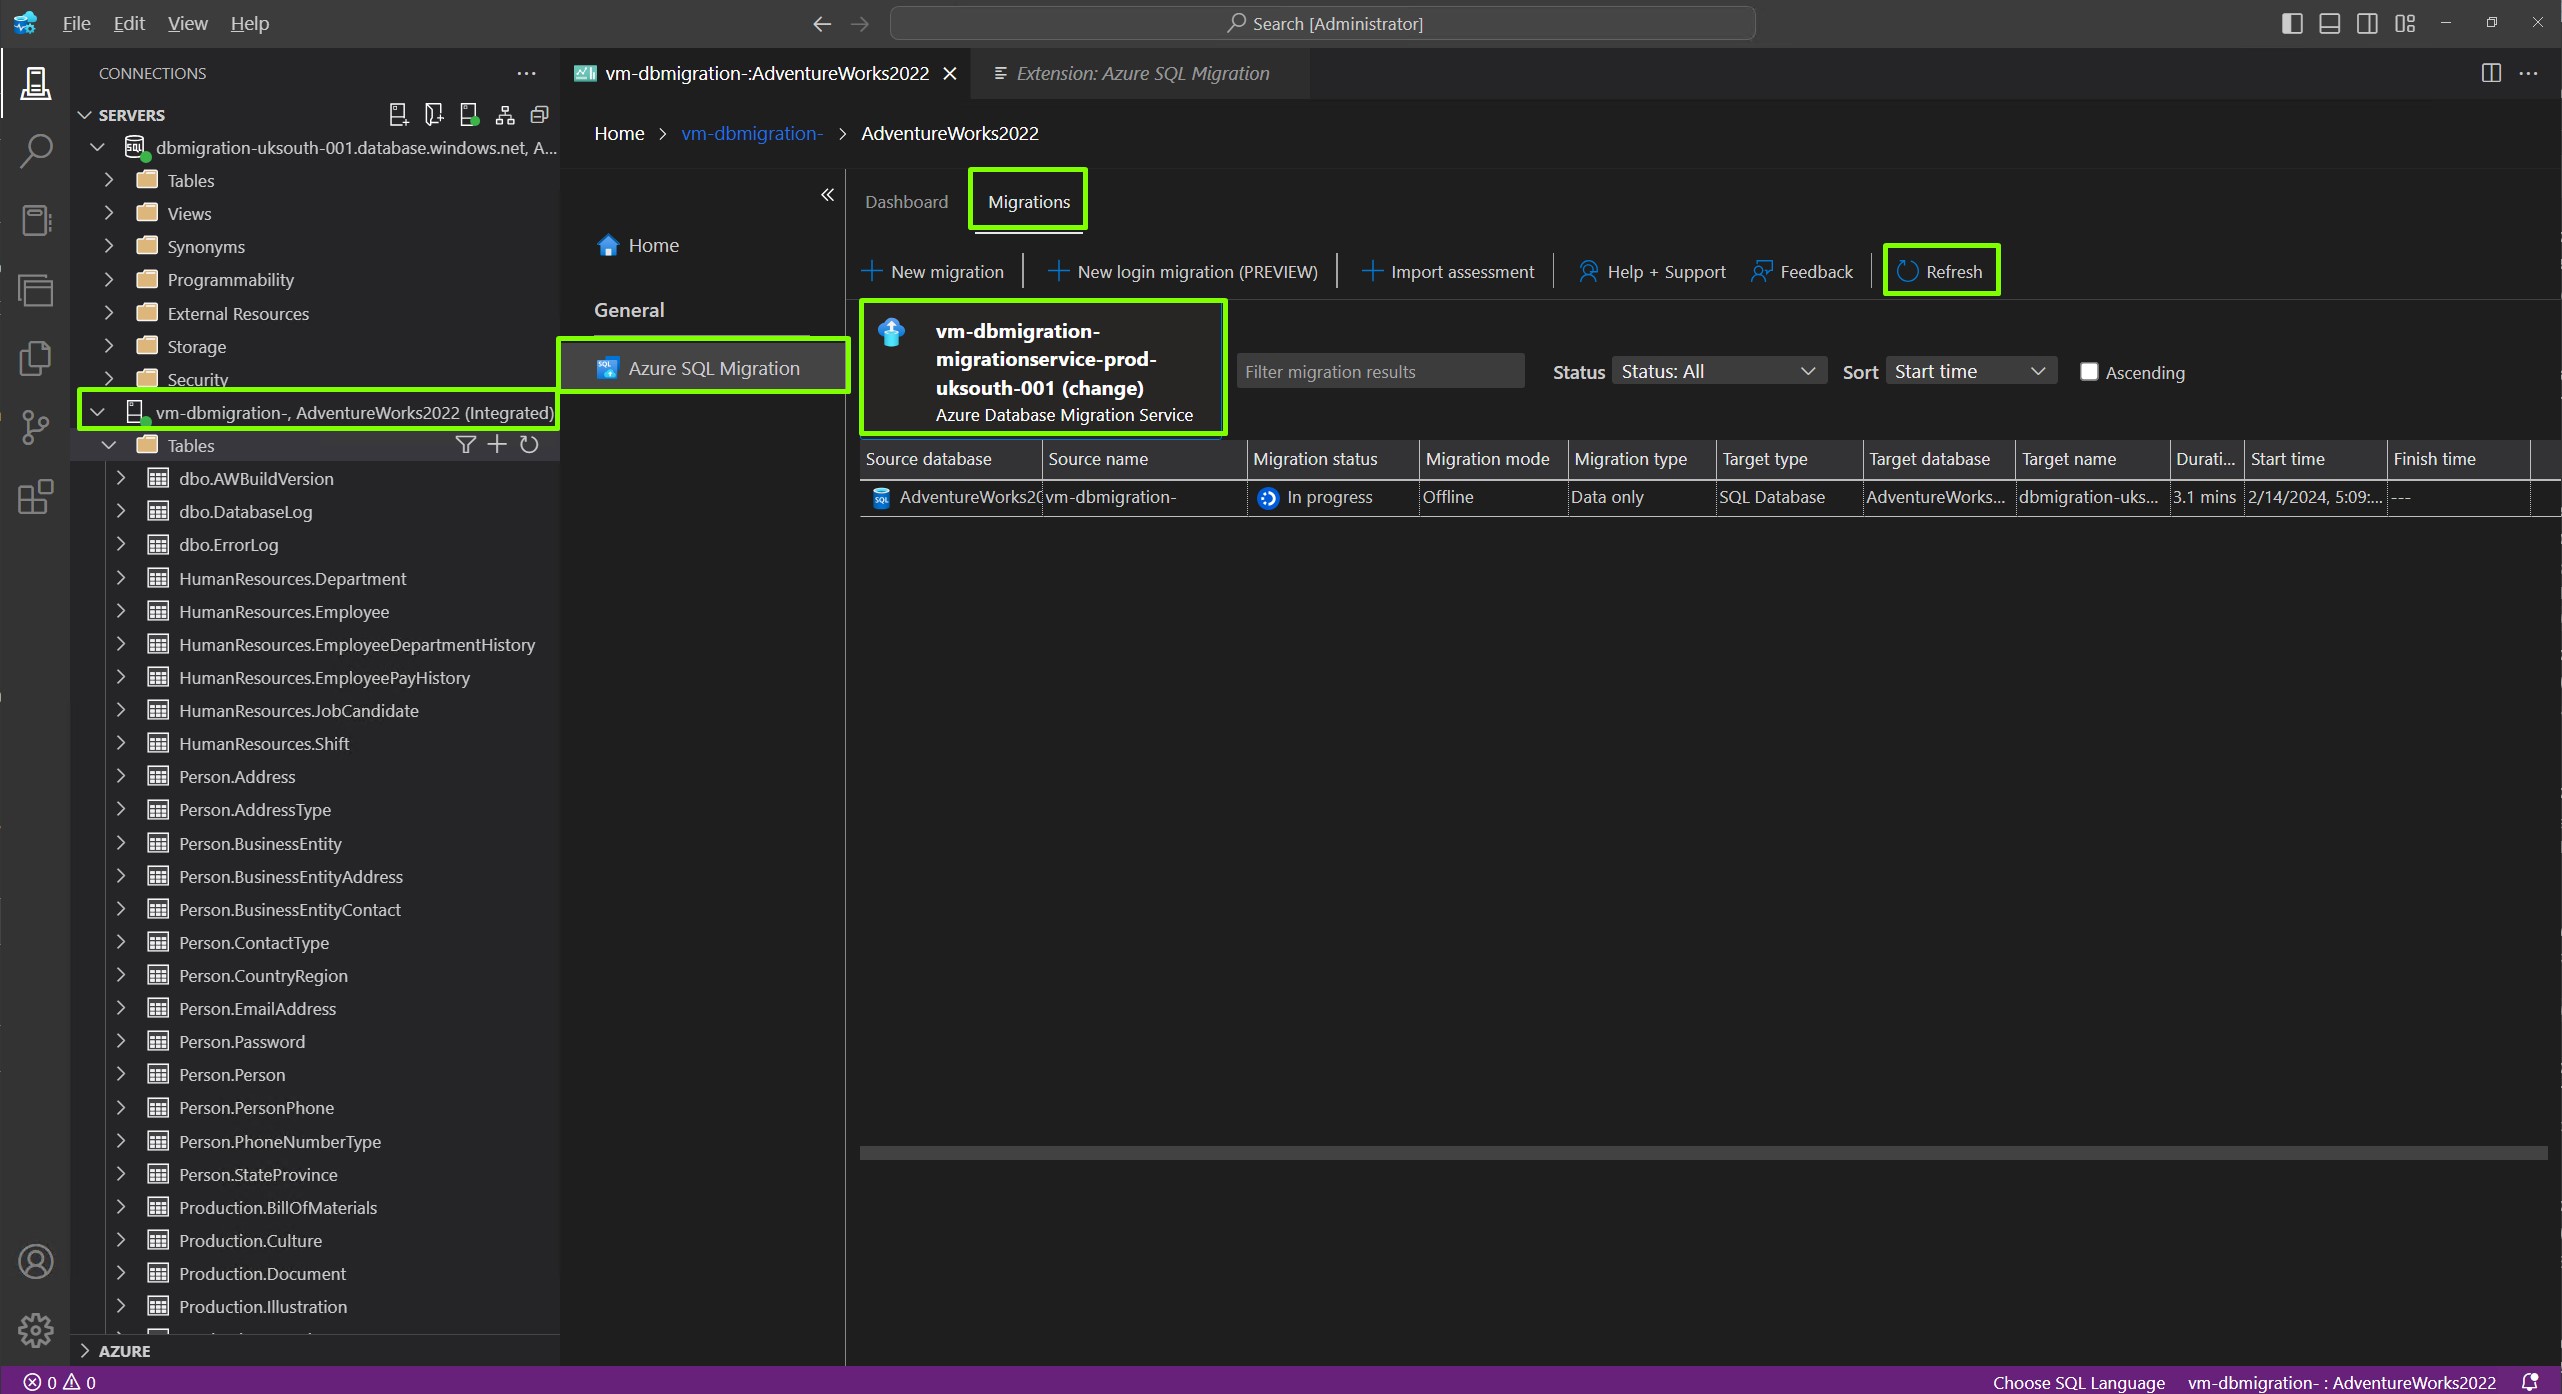 File Edit View Help
Search [Administrator]
CONNECTIONS
SERVERS
dbmigration-uksouth-001.database.windows.net, A...
Tables
Views
Synonyms
Programmability
External Resources
Storage
Security
vm-dbmigration-, AdventureWorks2022 (Integrated)
Tables
dbo.AWBuildVersion
dbo.DatabaseLog
dbo.ErrorLog
HumanResources.Department
HumanResources.Employee
HumanResources.EmployeeDepartmentHistory
HumanResources.EmployeePayHistory
HumanResources.JobCandidate
HumanResources.Shift
Person.Address
Person.AddressType
Person.BusinessEntity
Person.BusinessEntityAddress
Person.BusinessEntityContact
Person.ContactType
Person.CountryRegion
Person.EmailAddress
Person.Password
Person.Person
Person.PersonPhone
Person.PhoneNumberType
Person.StateProvince
Production.BillOfMaterials
Production.Culture
Production.Document
Production.Illustration
AZURE
vm-dbmigration-:AdventureWorks2022
Extension: Azure SQL Migration
Home > vm-dbmigration- > AdventureWorks2022
Home
General
Azure SQL Migration
Dashboard Migrations
New migration New login migration (PREVIEW) Import assessment Help + Support Feedback Refresh
vm-dbmigration-
migrationservice-prod-
uksouth-001 (change)
Azure Database Migration Service
Filter migration results Status Status: All Sort Start time Ascending
Source database Source name Migration status Migration mode Migration type Target type Target database Target name Durati... Start time Finish time
AdventureWorks20 vm-dbmigration- In progress Offline Data only SQL Database AdventureWorks... dbmigration-uks... 3.1 mins 2/14/2024, 5:09:... ---
0 0 Choose SQL Language vm-dbmigration- : AdventureWorks2022